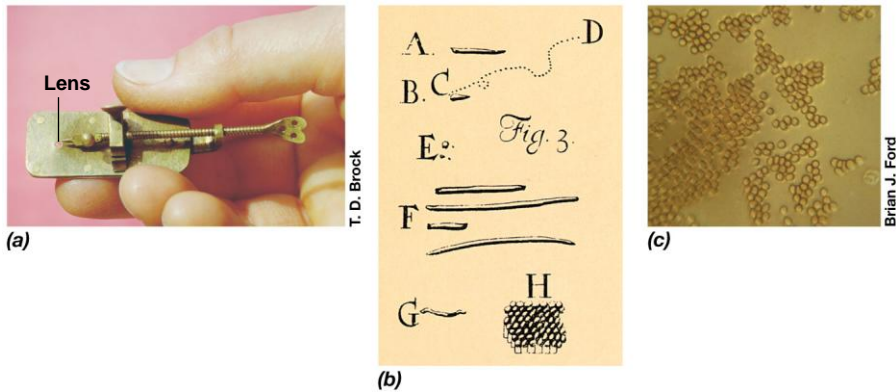 Lens
T. D. Brock
(a)
A.
D
B. C
E
Fig. 3.
F
G
H
(b)
Brian J. Ford
(c)